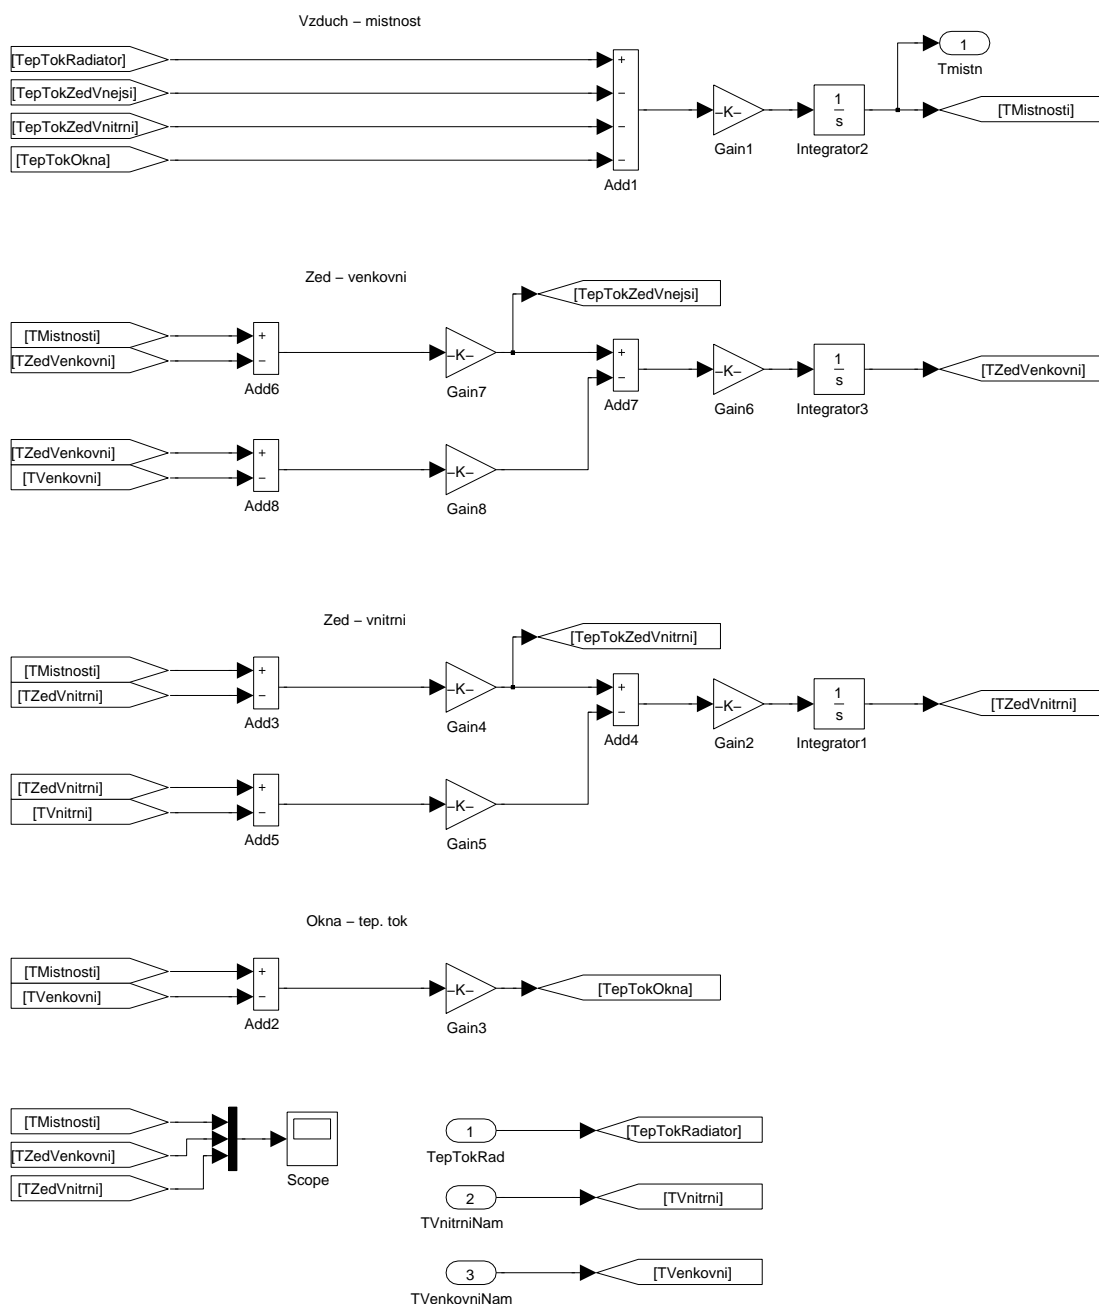 Vzduch – mistnost
[TepTokRadiator]
[TepTokZedVnejsi]
[TepTokZedVnitrni]
[TepTokOkna]
+
−
−
−
Add1
–K–
Gain1
1
s
Integrator2
1
Tmistn
[TMistnosti]
Zed – venkovni
[TepTokZedVnejsi]
[TMistnosti]
[TZedVenkovni]
+
−
Add6
–K–
Gain7
+
−
Add7
–K–
Gain6
1
s
Integrator3
[TZedVenkovni]
[TZedVenkovni]
[TVenkovni]
+
−
Add8
–K–
Gain8
Zed – vnitrni
[TepTokZedVnitrni]
[TMistnosti]
[TZedVnitrni]
+
−
Add3
–K–
Gain4
+
−
Add4
–K–
Gain2
1
s
Integrator1
[TZedVnitrni]
[TZedVnitrni]
[TVnitrni]
+
−
Add5
–K–
Gain5
Okna – tep. tok
[TMistnosti]
[TVenkovni]
+
−
Add2
–K–
Gain3
[TepTokOkna]
[TMistnosti]
[TZedVenkovni]
[TZedVnitrni]
Scope
1
TepTokRad
[TepTokRadiator]
2
TVnitrniNam
[TVnitrni]
3
TVenkovniNam
[TVenkovni]